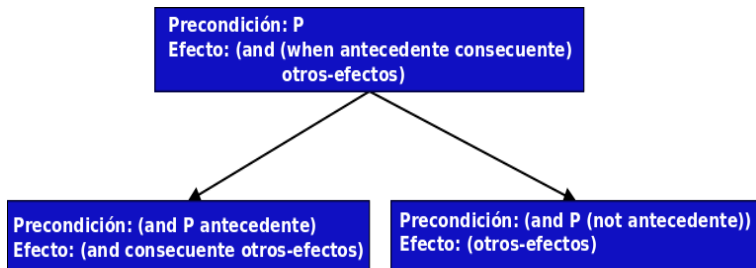 Precondición: P
Efecto: (and (when antecedente consecuente)
otros-efectos)
Precondición: (and P antecedente)
Efecto: (and consecuente otros-efectos)
Precondición: (and P (not antecedente))
Efecto: (otros-efectos)